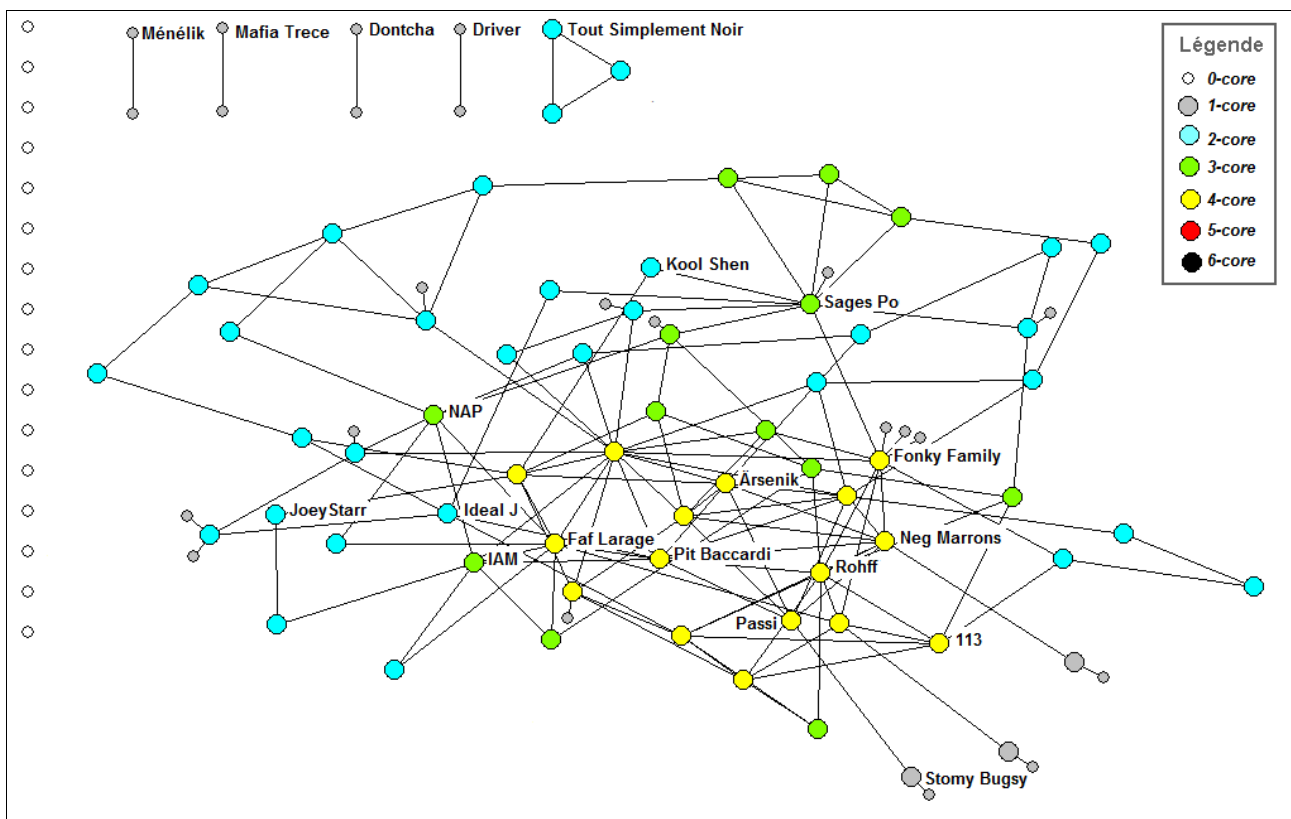 Ménélik
Mafia Trece
Dontcha
Driver
Tout Simplement Noir
Légende
0-core
1-core
2-core
3-core
4-core
5-core
6-core
Kool Shen
Sages Po
NAP
Fonky Family
Ärsenik
JoeyStarr
Ideal J
Faf Larage
Pit Baccardi
Neg Marrons
IAM
Rohff
Passi
113
Stomy Bugsy